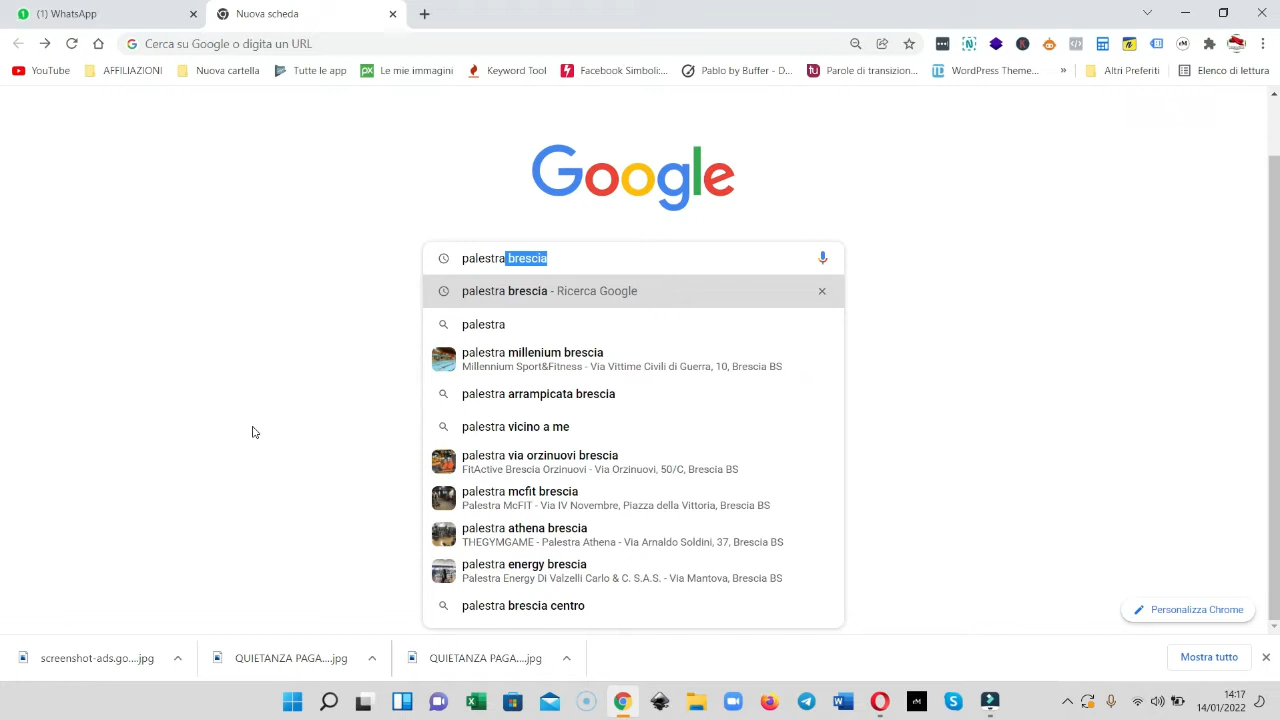 (1) WhatsApp
Nuova scheda
Cerca su Google o digita un URL
YouTube
AFFILIAZIONI
Nuova cartella
Tutte le app
px Le mie immagini
Keyword Tool
Facebook Simboli:...
Pablo by Buffer - D...
Parole di transizion...
TD WordPress Theme...
»
Altri Preferiti
Elenco di lettura
Google
palestra brescia
palestra brescia - Ricerca Google
palestra
palestra millenium brescia
Millennium Sport&Fitness - Via Vittime Civili di Guerra, 10, Brescia BS
palestra arrampicata brescia
palestra vicino a me
palestra via orzinuovi brescia
FitActive Brescia Orzinuovi - Via Orzinuovi, 50/C, Brescia BS
palestra mcfit brescia
Palestra McFIT - Via IV Novembre, Piazza della Vittoria, Brescia BS
palestra athena brescia
THEGYMGAME - Palestra Athena - Via Arnaldo Soldini, 37, Brescia BS
palestra energy brescia
Palestra Energy Di Valzelli Carlo & C. S.A.S. - Via Mantova, Brescia BS
palestra brescia centro
Personalizza Chrome
screenshot-ads.go....jpg
QUIETANZA PAGA....jpg
QUIETANZA PAGA....jpg
Mostra tutto
14:17
14/01/2022